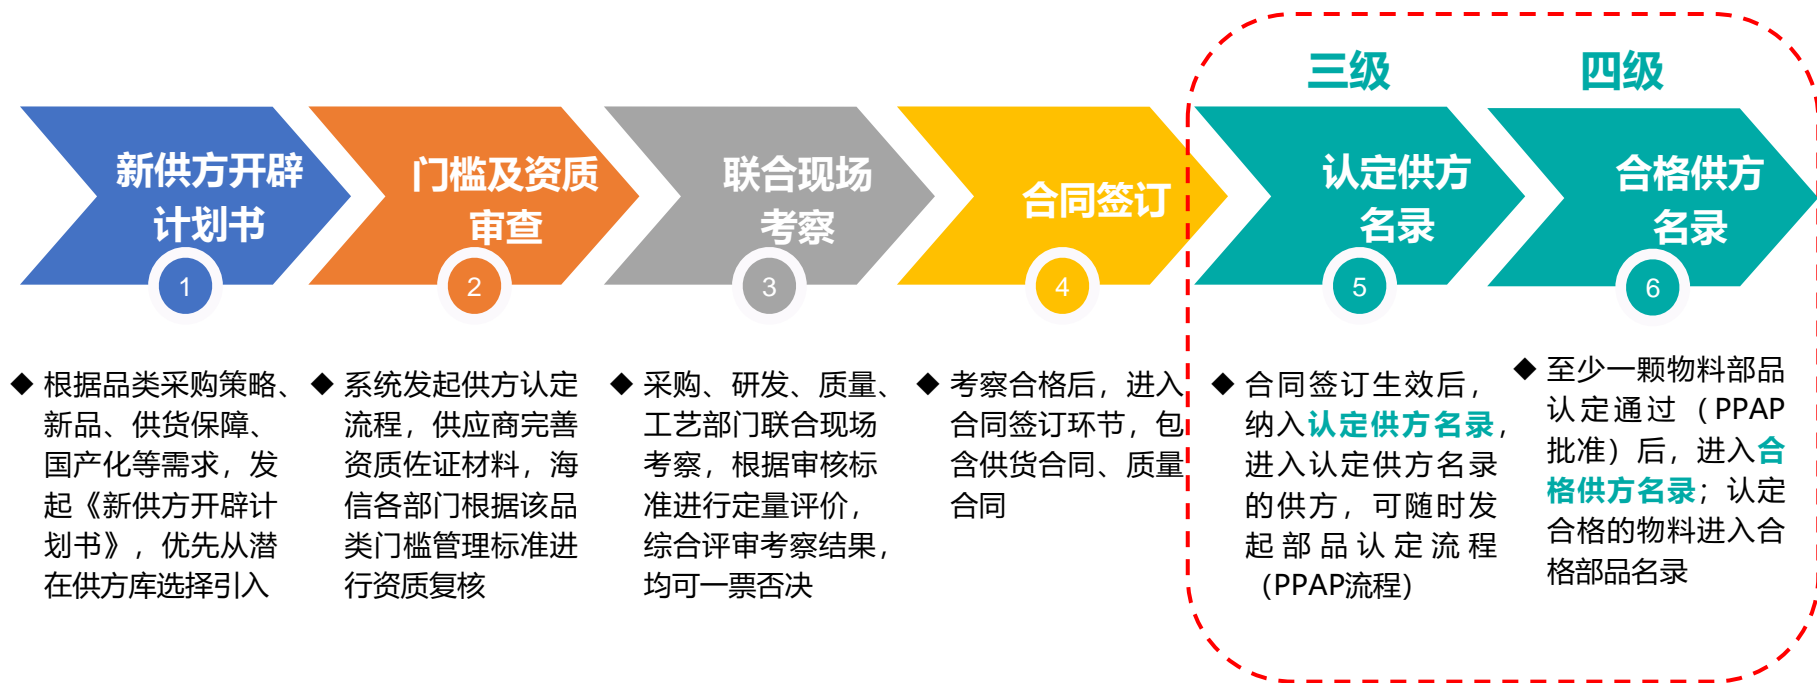 三级
四级
新供方开辟
计划书
1
门槛及资质
审查
2
联合现场
考察
3
合同签订
4
认定供方
名录
5
合格供方
名录
6
◆ 根据品类采购策略、
新品、供货保障、
国产化等需求，发
起《新供方开辟计
划书》，优先从潜
在供方库选择引入
◆ 系统发起供方认定
流程，供应商完善
资质佐证材料，海
信各部门根据该品
类门槛管理标准进
行资质复核
◆ 采购、研发、质量、
工艺部门联合现场
考察，根据审核标
准进行定量评价，
综合评审考察结果，
均可一票否决
◆ 考察合格后，进入
合同签订环节，包
含供货合同、质量
合同
◆ 合同签订生效后，
纳入认定供方名录，
进入认定供方名录
的供方，可随时发
起部品认定流程
（PPAP流程）
◆ 至少一颗物料部品
认定通过（PPAP
批准）后，进入合
格供方名录；认定
合格的物料进入合
格部品名录